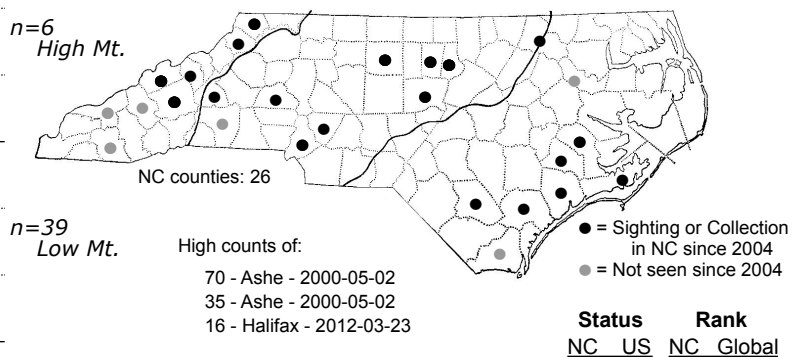 n=6
High Mt.
NC counties: 26
n=39
Low Mt.
High counts of:
70 - Ashe - 2000-05-02
35 - Ashe - 2000-05-02
16 - Halifax - 2012-03-23
= Sighting or Collection
in NC since 2004
= Not seen since 2004
Status Rank
NC US NC Global